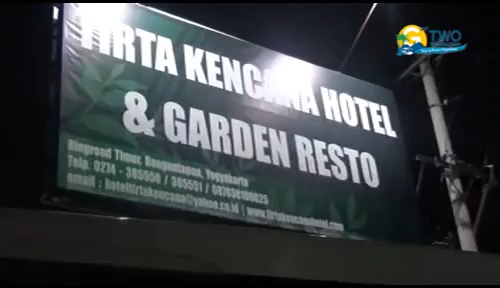 TIRTA KENCANA HOTEL
& GARDEN RESTO
Ringroad Timur, Banguntapan, Yogyakarta
Telp. 0274 - 385550 / 385551 /
email : hoteltirtakencana@yahoo.co.id | www.tirtakencanahotel.com
TWO